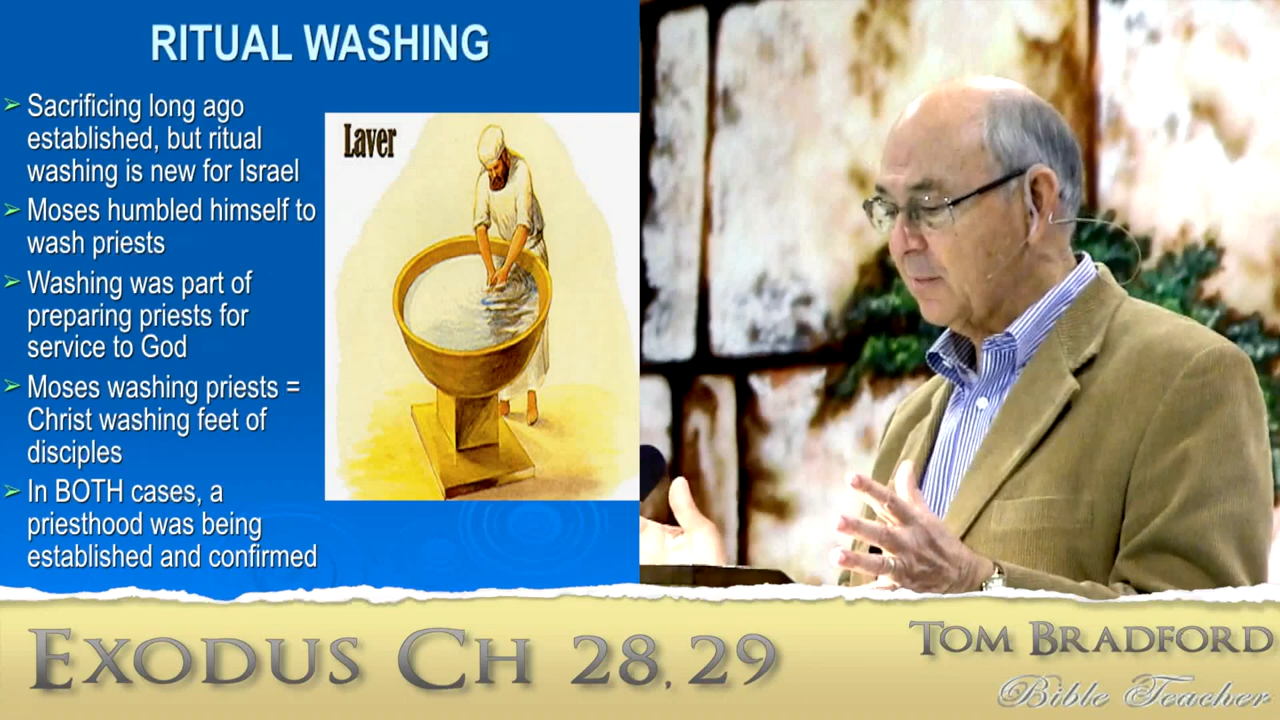 RITUAL WASHING
➢ Sacrificing long ago
established, but ritual
washing is new for Israel
➢ Moses humbled himself to
wash priests
➢ Washing was part of
preparing priests for
service to God
➢ Moses washing priests =
Christ washing feet of
disciples
➢ In BOTH cases, a
priesthood was being
established and confirmed
Laver
EXODUS CH 28, 29
TOM BRADFORD
Bible Teacher